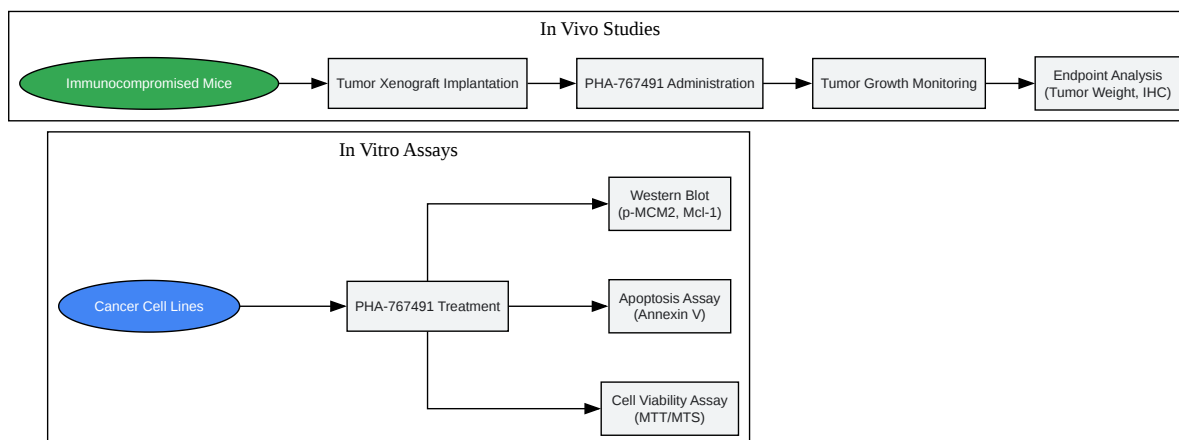 In Vivo Studies
Immunocompromised Mice
Tumor Xenograft Implantation
PHA-767491 Administration
Tumor Growth Monitoring
Endpoint Analysis
(Tumor Weight, IHC)
In Vitro Assays
Western Blot
(p-MCM2, Mcl-1)
Cancer Cell Lines
PHA-767491 Treatment
Apoptosis Assay
(Annexin V)
Cell Viability Assay
(MTT/MTS)